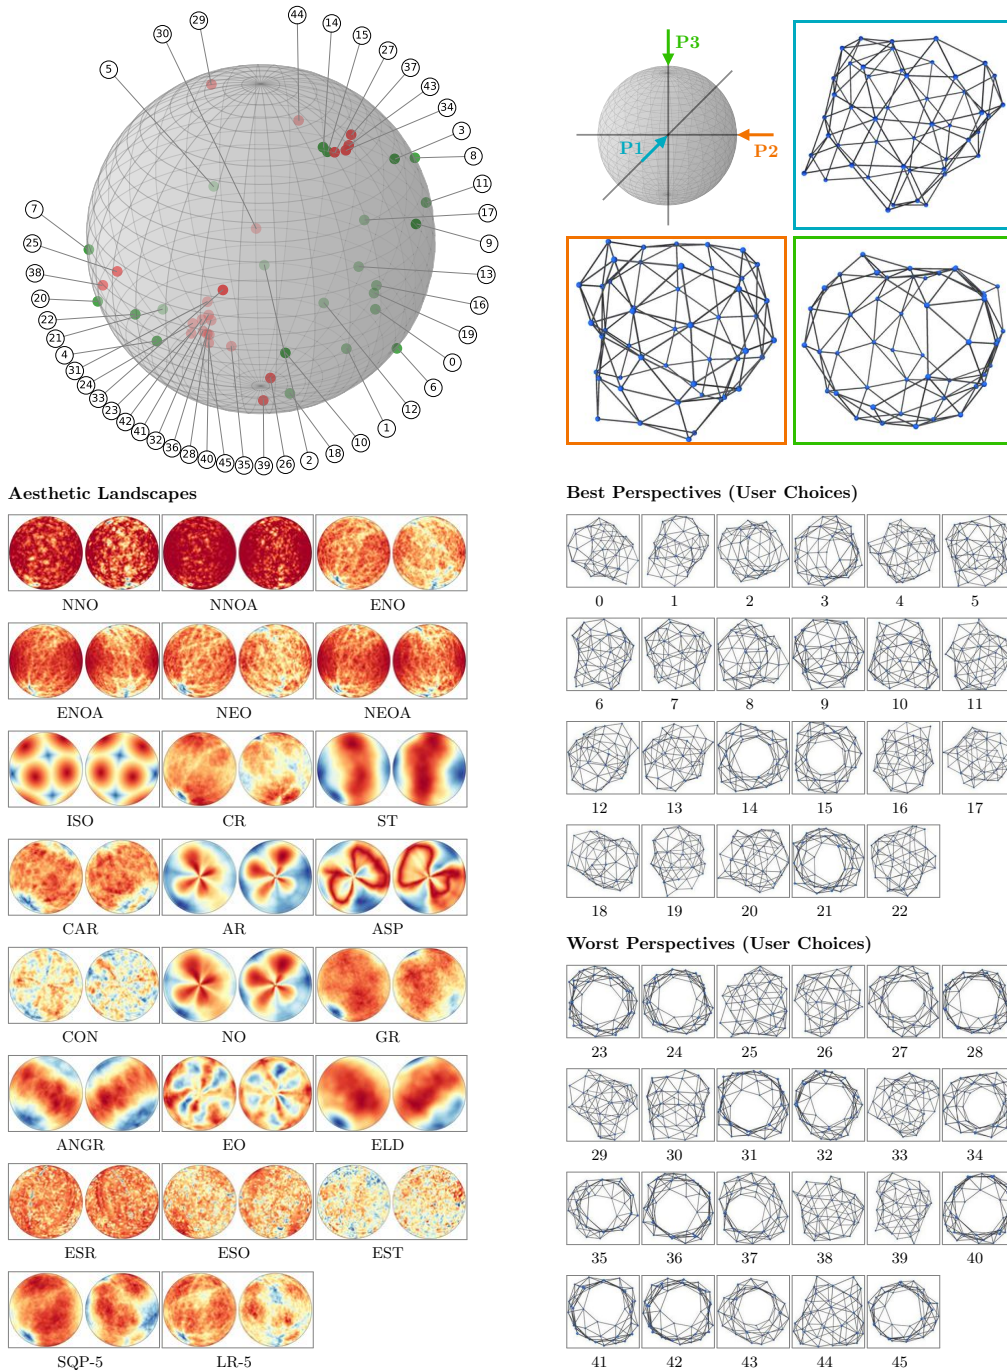 44
29
14
30
15
27
5
37
43
34
3
8
11
7
17
25
9
38
13
20
16
22
19
21
0
4
6
31
24
12
33
23
1
42
41
10
32
18
36
28
40
45
35
39
26
2
P3
P1
P2
Aesthetic Landscapes
NNO NNOA ENO
ENOA NEO NEOA
ISO CR ST
CAR AR ASP
CON NO GR
ANGR EO ELD
ESR ESO EST
SQP-5 LR-5
Best Perspectives (User Choices)
0 1 2 3 4 5
6 7 8 9 10 11
12 13 14 15 16 17
18 19 20 21 22
Worst Perspectives (User Choices)
23 24 25 26 27 28
29 30 31 32 33 34
35 36 37 38 39 40
41 42 43 44 45